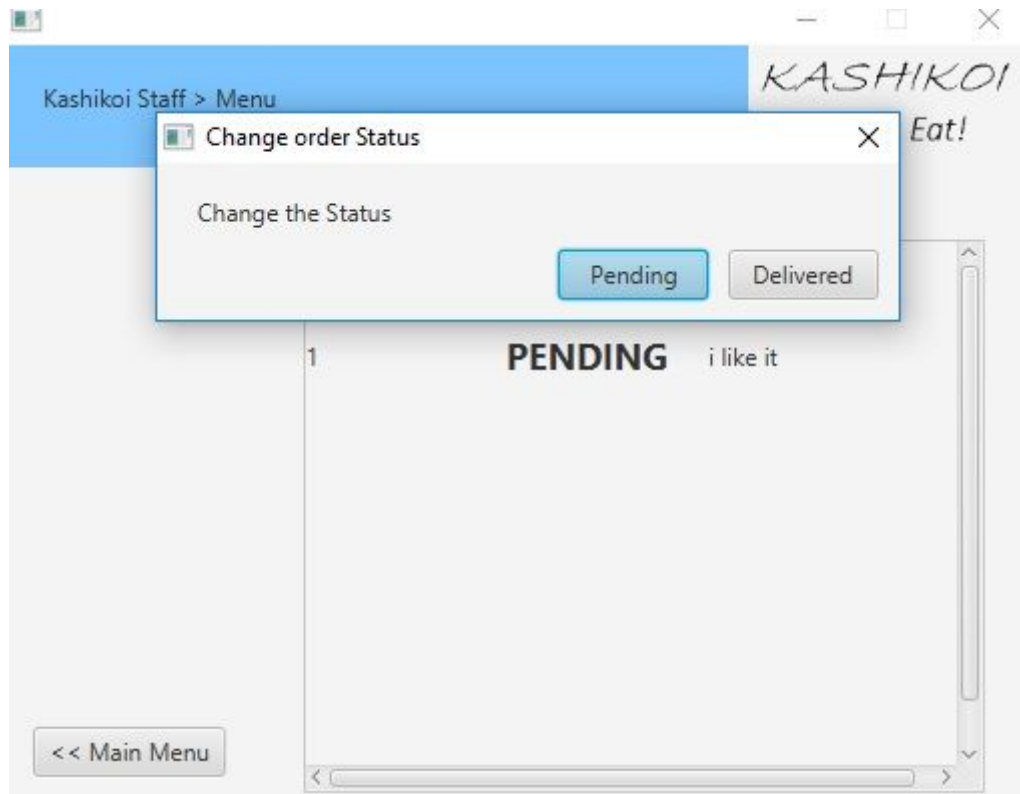 KASHIKOI
Kashikoi Staff > Menu
Eat!
Change order Status
Change the Status
Pending
Delivered
1 PENDING i like it
<< Main Menu